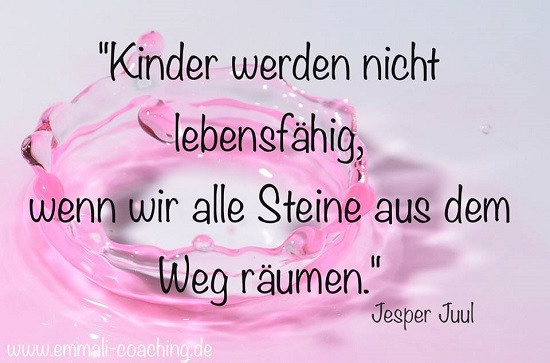 "Kinder werden nicht
lebensfähig,
wenn wir alle Steine aus dem
Weg räumen."
Jesper Juul
www.emmali-coaching.de